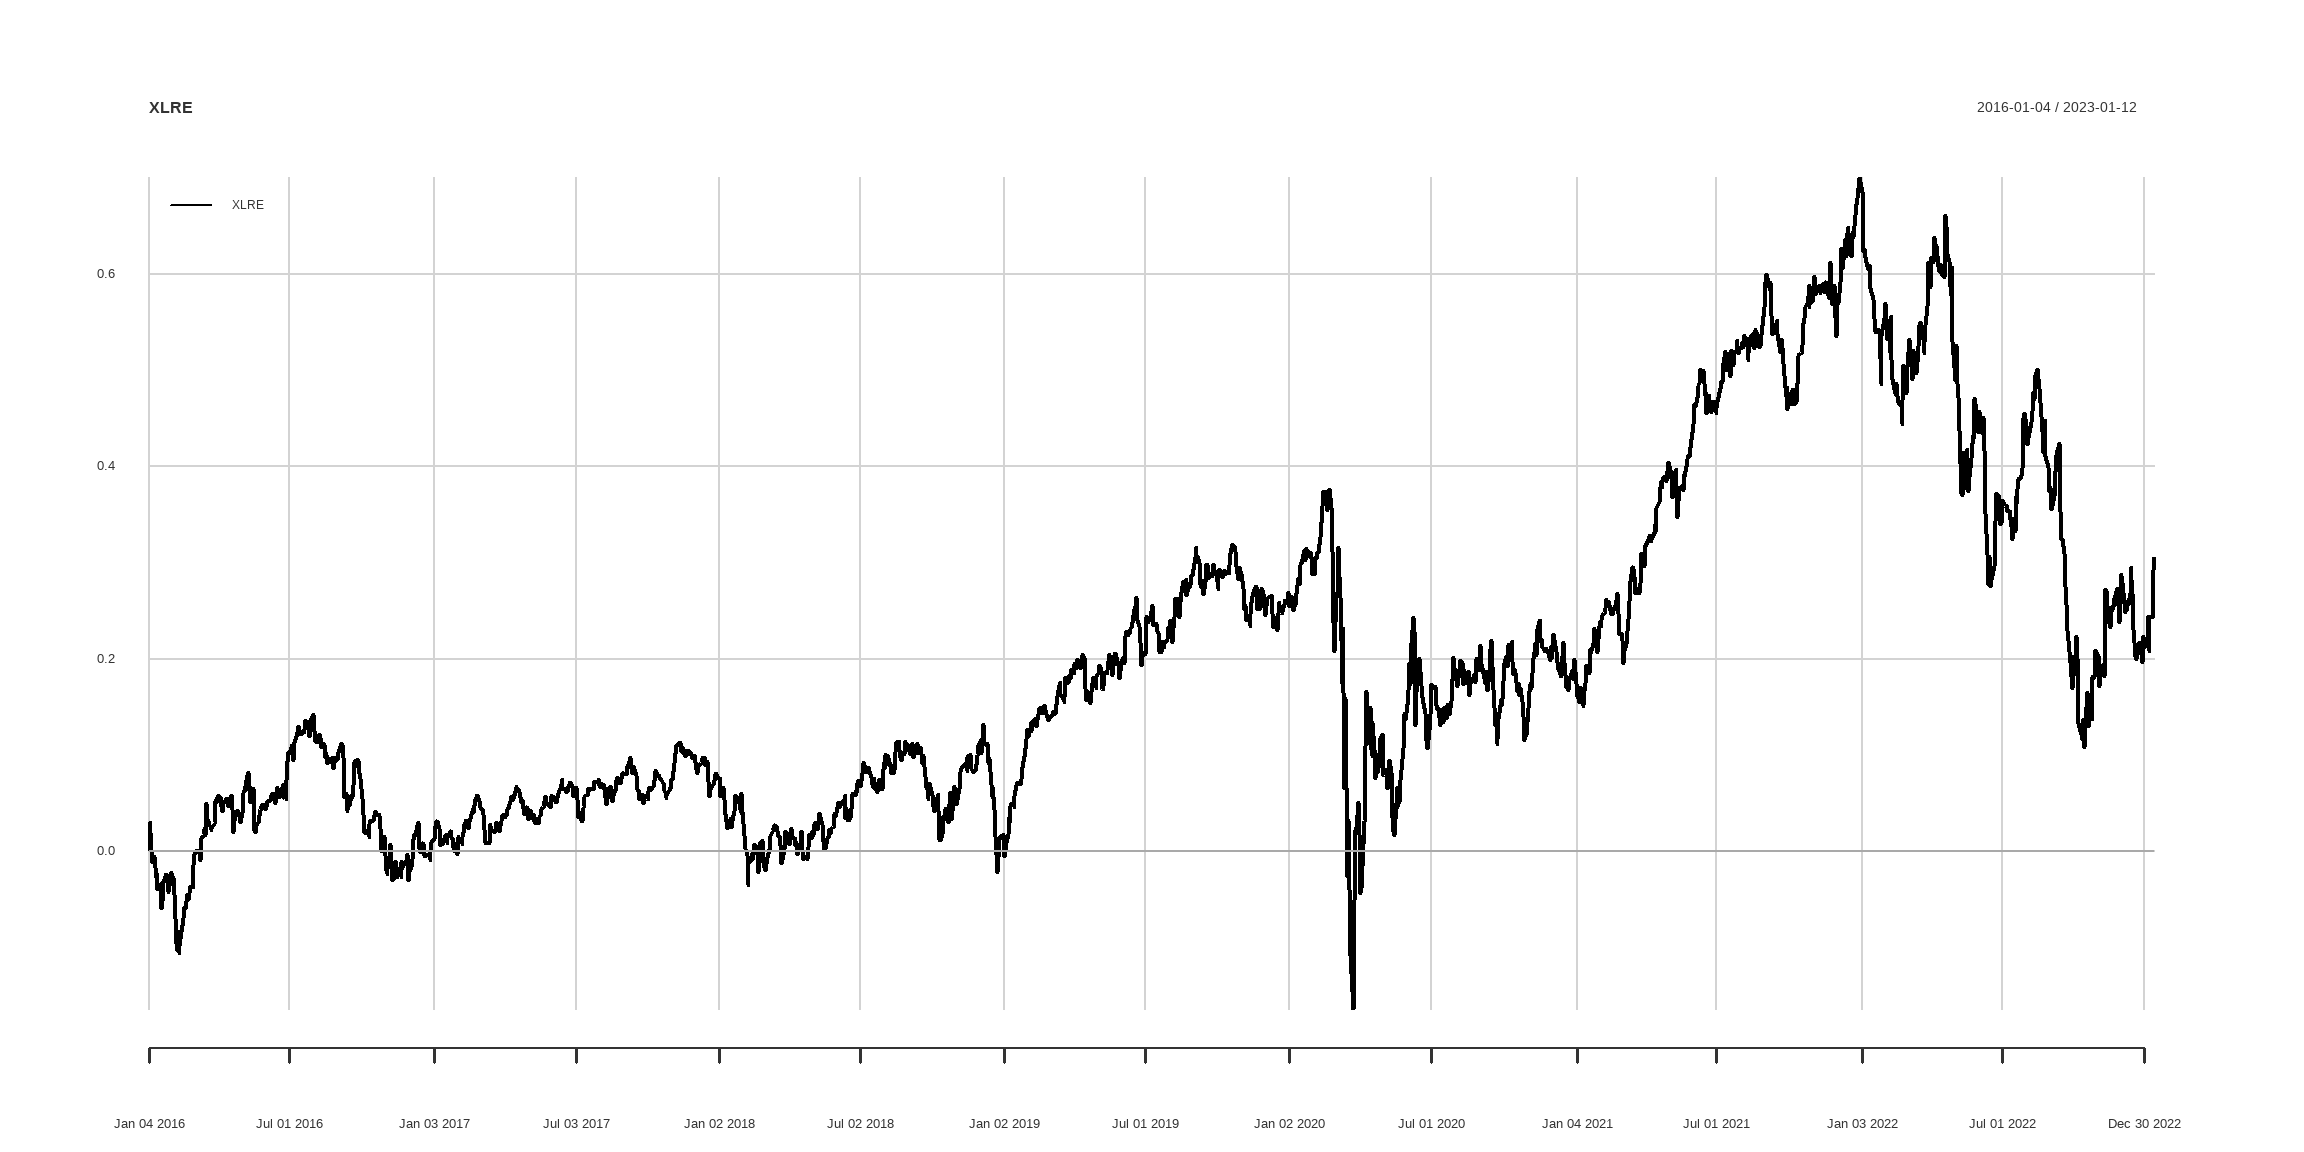 XLRE
2016-01-04 / 2023-01-12
XLRE
0.6
0.4
0.2
0.0
Jan 04 2016
Jul 01 2016
Jan 03 2017
Jul 03 2017
Jan 02 2018
Jul 02 2018
Jan 02 2019
Jul 01 2019
Jan 02 2020
Jul 01 2020
Jan 04 2021
Jul 01 2021
Jan 03 2022
Jul 01 2022
Dec 30 2022